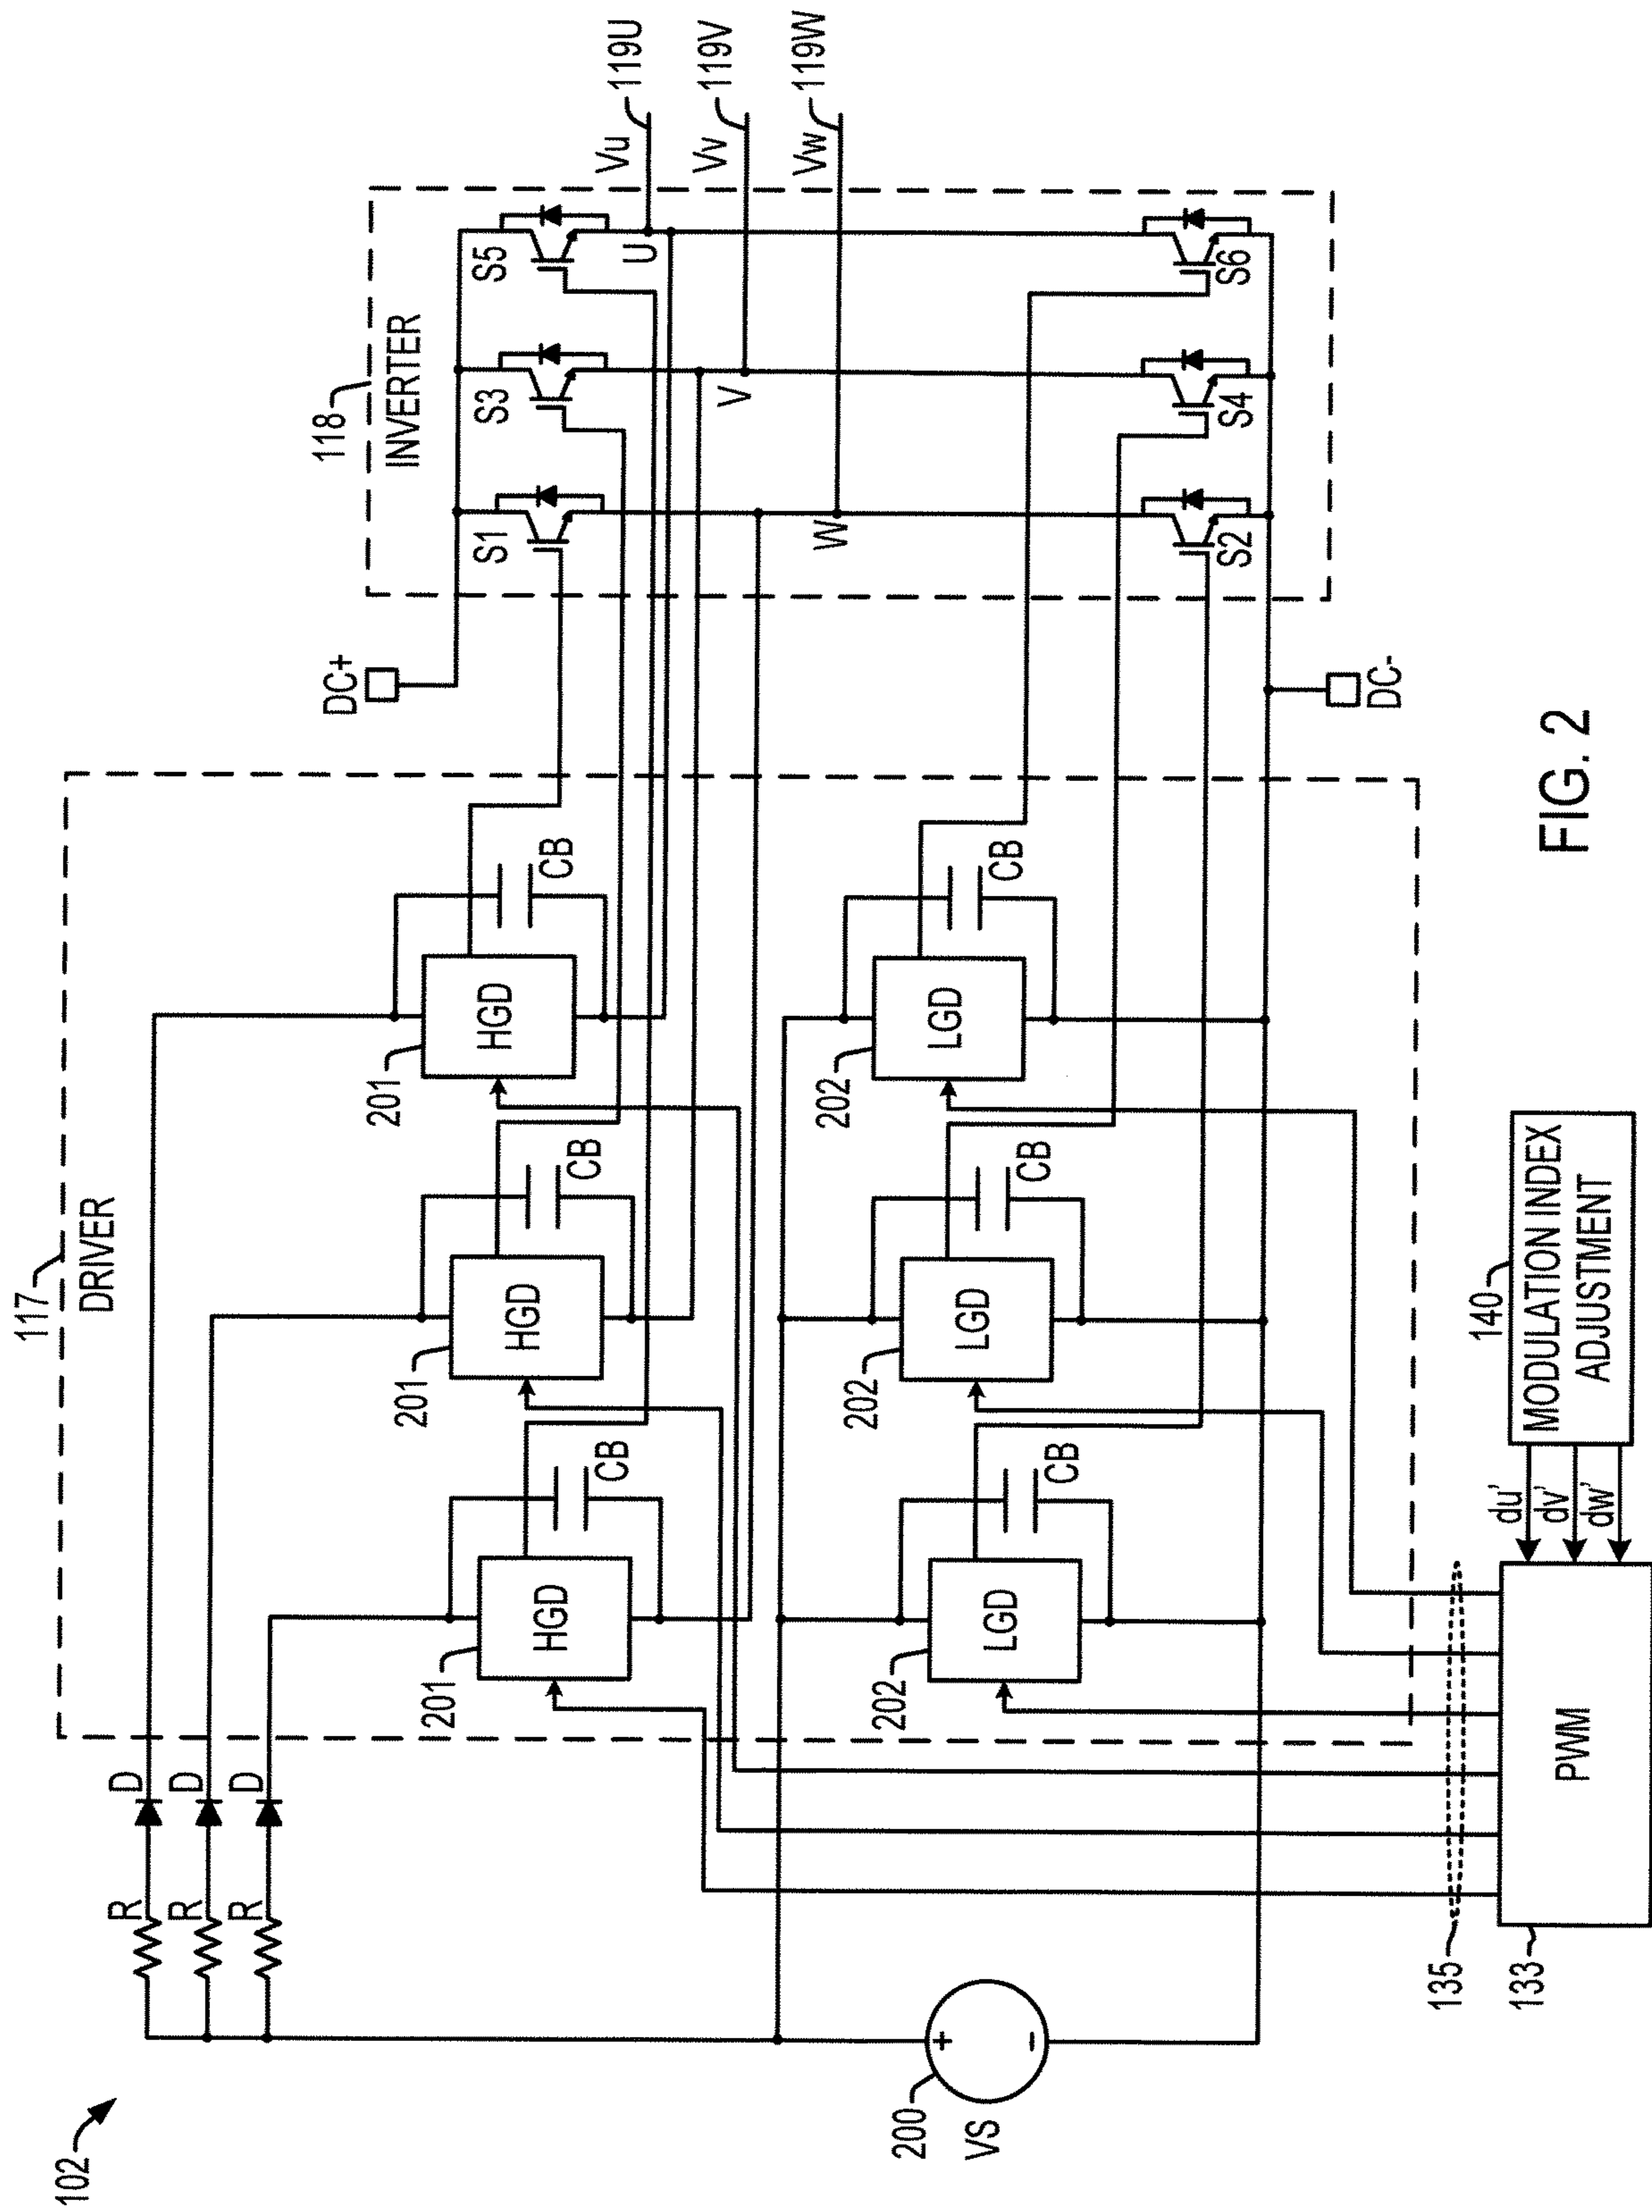 102
117
DRIVER
118
INVERTER
R
D
R
D
R
D
DC+
S1
S3
S5
201
HGD
CB
201
HGD
CB
201
HGD
CB
U
V
W
Vu
119U
Vv
119V
Vw
119W
202
LGD
CB
202
LGD
CB
202
LGD
CB
200
+
-
VS
S2
S4
S6
DC-
135
133
PWM
du'
dv'
dw'
140
MODULATION INDEX
ADJUSTMENT
FIG. 2